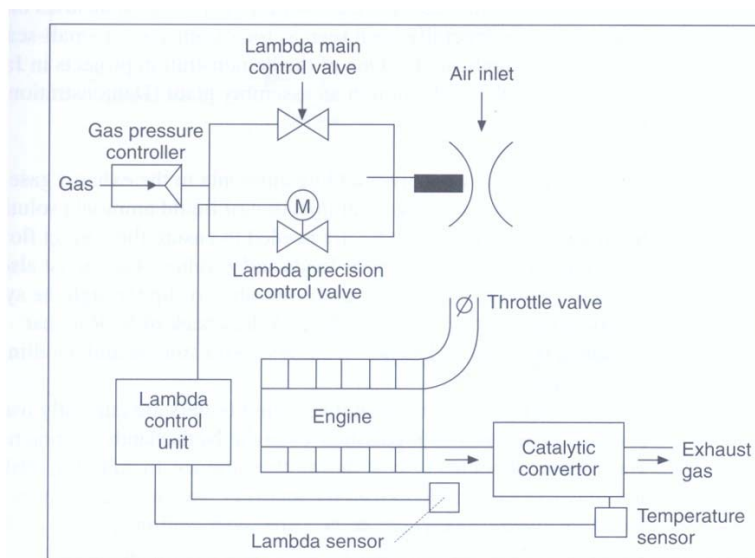 Lambda main
control valve
Air inlet
Gas pressure
controller
Gas
M
Lambda precision
control valve
Throttle valve
Lambda
control
unit
Engine
Catalytic
convertor
Exhaust
gas
Lambda sensor
Temperature
sensor